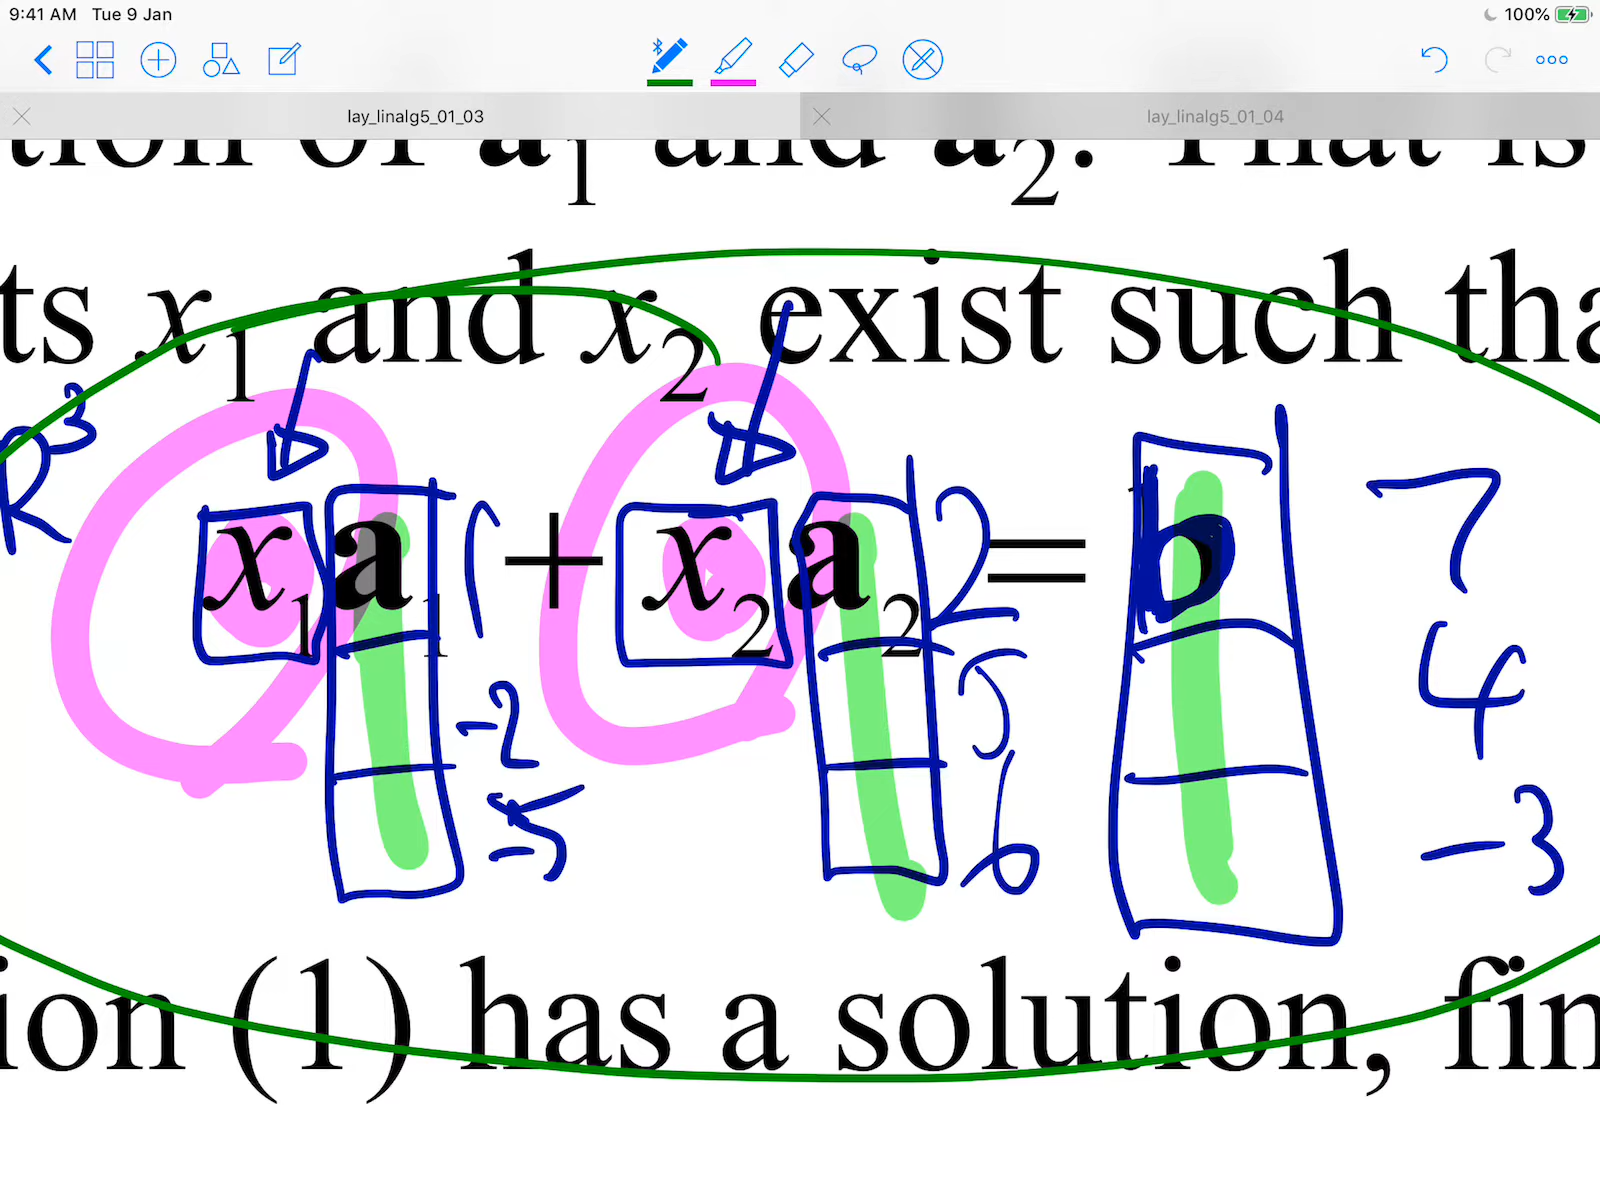 9:41 AM Tue 9 Jan 100%
lay_linalg5_01_03 lay_linalg5_01_04
tion of a₁ and a₂. That is
ts x₁ and x₂ exist such tha
R³
x₁a₁ + x₂a₂ = b
1 2 7
-2 5 4
-5 6 -3
ion (1) has a solution, fin